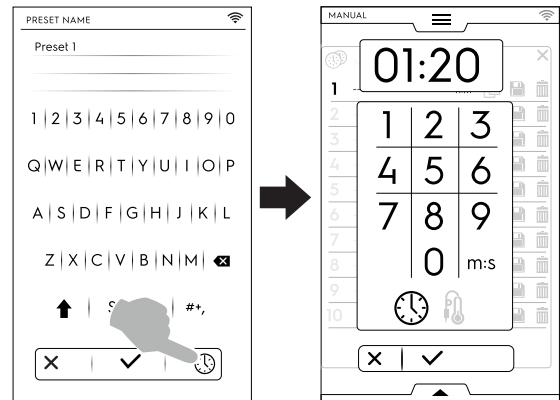 PRESET NAME
Preset 1
1 2 3 4 5 6 7 8 9 0
Q W E R T Y U I O P
A S D F G H J K L
Z X C V B N M
#+,
MANUAL
01:20
1
2
3
4
5
6
7
8
9
10
1 2 3
4 5 6
7 8 9
0 m:s